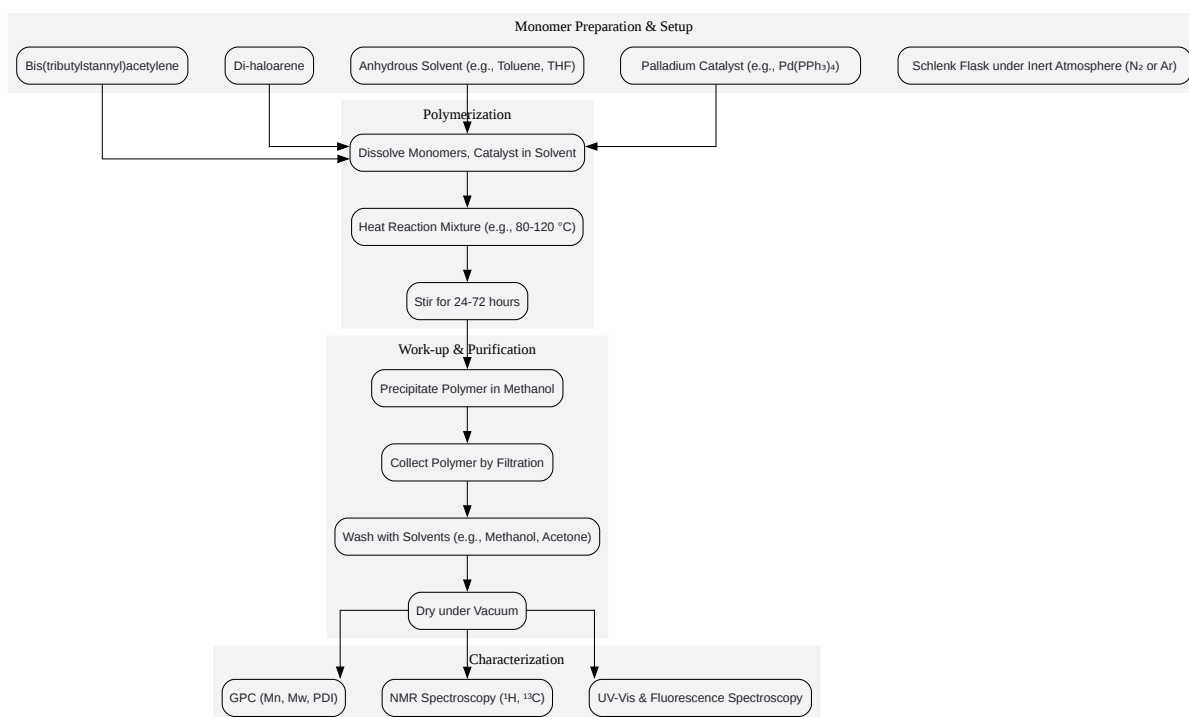 Monomer Preparation & Setup
Bis(tributylstannyl)acetylene
Di-haloarene
Anhydrous Solvent (e.g., Toluene, THF)
Palladium Catalyst (e.g., Pd(PPh₃)₄)
Schlenk Flask under Inert Atmosphere (N₂ or Ar)
Polymerization
Dissolve Monomers, Catalyst in Solvent
Heat Reaction Mixture (e.g., 80-120 °C)
Stir for 24-72 hours
Work-up & Purification
Precipitate Polymer in Methanol
Collect Polymer by Filtration
Wash with Solvents (e.g., Methanol, Acetone)
Dry under Vacuum
Characterization
GPC (Mn, Mw, PDI)
NMR Spectroscopy (¹H, ¹³C)
UV-Vis & Fluorescence Spectroscopy